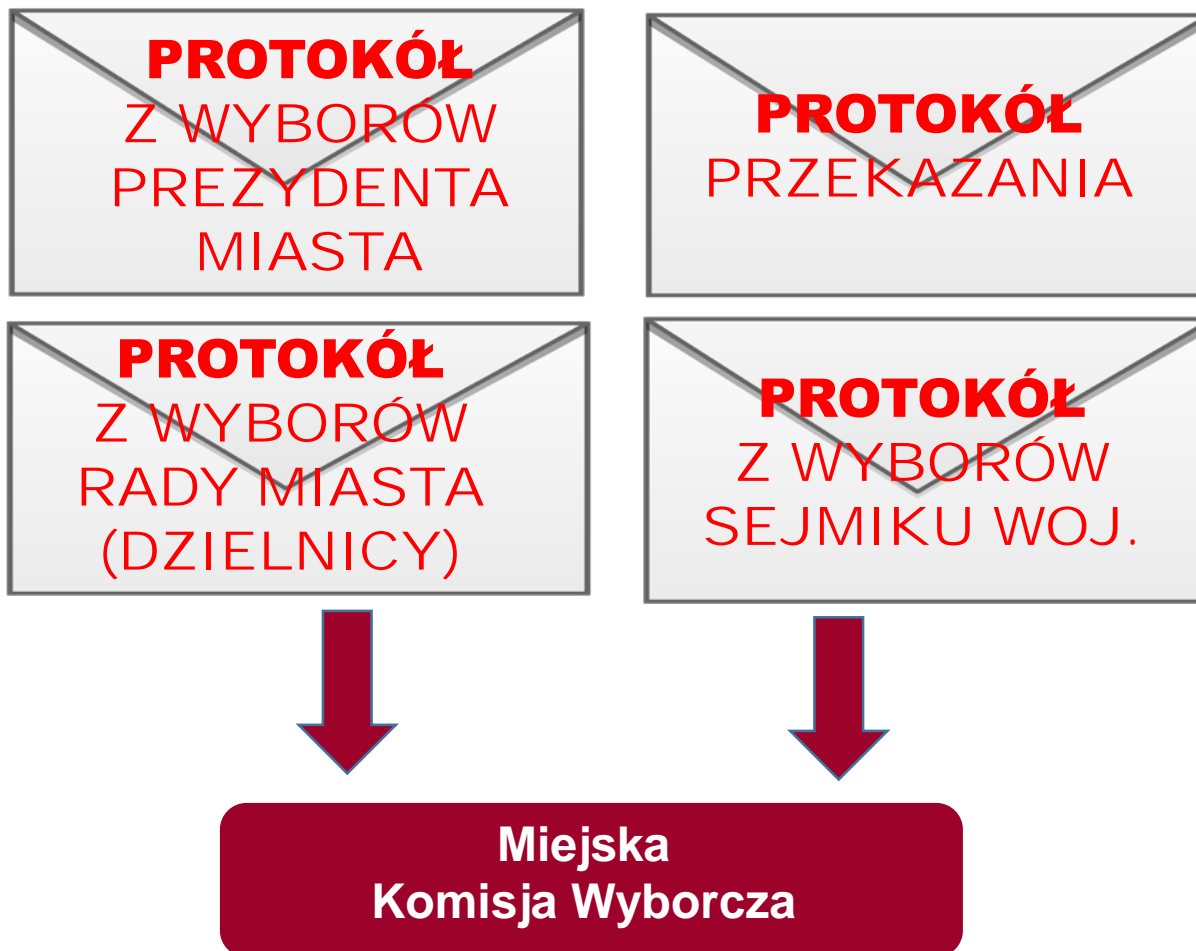 PROTOKÓŁ
Z WYBORÓW
PREZYDENTA
MIASTA
PROTOKÓŁ
PRZEKAZANIA
PROTOKÓŁ
Z WYBORÓW
RADY MIASTA
(DZIELNICY)
PROTOKÓŁ
Z WYBORÓW
SEJMIKU WOJ.
Miejska
Komisja Wyborcza